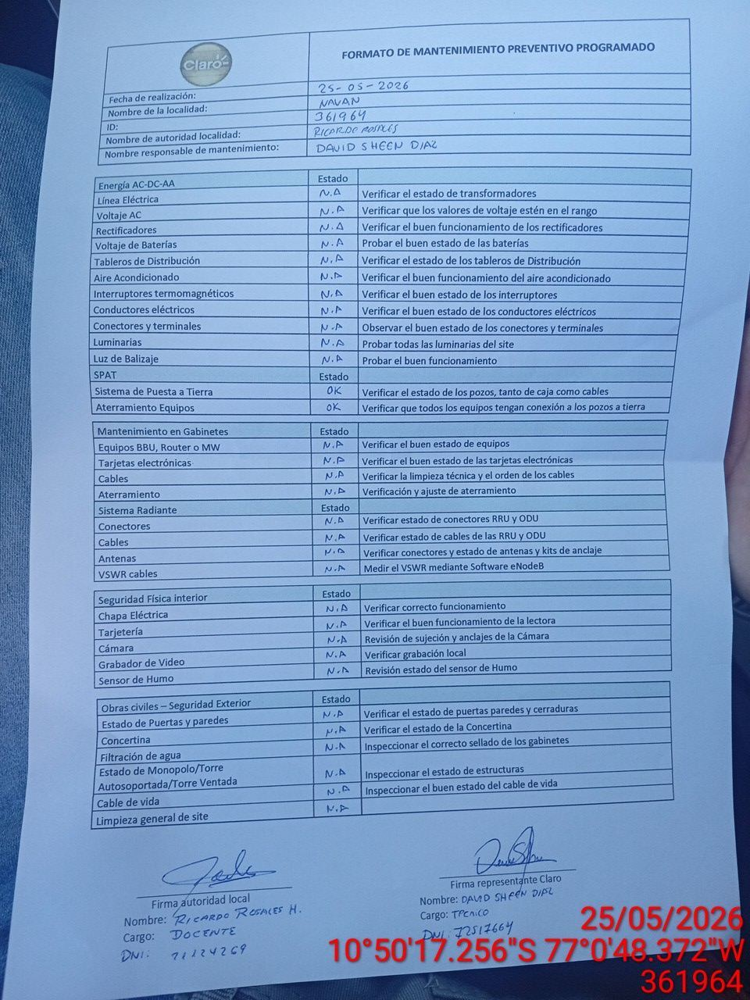 Claro
FORMATO DE MANTENIMIENTO PREVENTIVO PROGRAMADO
Fecha de realización: 25-05-2026
Nombre de la localidad: NAVAN
ID: 361964
Nombre de autoridad localidad: RICARDO ROSALES
Nombre responsable de mantenimiento: DAVID SHEEN DIAZ
Energía AC-DC-AA Estado
Línea Eléctrica N.A Verificar el estado de transformadores
Voltaje AC N.A Verificar que los valores de voltaje estén en el rango
Rectificadores N.A Verificar el buen funcionamiento de los rectificadores
Voltaje de Baterías N.A Probar el buen estado de las baterías
Tableros de Distribución N.A Verificar el estado de los tableros de Distribución
Aire Acondicionado N.A Verificar el buen funcionamiento del aire acondicionado
Interruptores termomagnéticos N.A Verificar el buen estado de los interruptores
Conductores eléctricos N.A Verificar el buen estado de los conductores eléctricos
Conectores y terminales N.A Observar el buen estado de los conectores y terminales
Luminarias N.A Probar todas las luminarias del site
Luz de Balizaje N.A Probar el buen funcionamiento
SPAT Estado
Sistema de Puesta a Tierra OK Verificar el estado de los pozos, tanto de caja como cables
Aterramiento Equipos OK Verificar que todos los equipos tengan conexión a los pozos a tierra
Mantenimiento en Gabinetes Estado
Equipos BBU, Router o MW N.A Verificar el buen estado de equipos
Tarjetas electrónicas N.A Verificar el buen estado de las tarjetas electrónicas
Cables N.A Verificar la limpieza técnica y el orden de los cables
Aterramiento N.A Verificación y ajuste de aterramiento
Sistema Radiante Estado
Conectores N.A Verificar estado de conectores RRU y ODU
Cables N.A Verificar estado de cables de las RRU y ODU
Antenas N.A Verificar conectores y estado de antenas y kits de anclaje
VSWR cables N.A Medir el VSWR mediante Software eNodeB
Seguridad Física interior Estado
Chapa Eléctrica N.A Verificar correcto funcionamiento
Tarjetería N.A Verificar el buen funcionamiento de la lectora
Cámara N.A Revisión de sujeción y anclajes de la Cámara
Grabador de Video N.A Verificar grabación local
Sensor de Humo N.A Revisión estado del sensor de Humo
Obras civiles – Seguridad Exterior Estado
Estado de Puertas y paredes N.A Verificar el estado de puertas paredes y cerraduras
Concertina N.A Verificar el estado de la Concertina
Filtración de agua N.A Inspeccionar el correcto sellado de los gabinetes
Estado de Monopolo/Torre
Autosoportada/Torre Ventada N.A Inspeccionar el estado de estructuras
Cable de vida N.A Inspeccionar el buen estado del cable de vida
Limpieza general de site N.A
Firma autoridad local
Nombre: RICARDO ROSALES H.
Cargo: DOCENTE
DNI: 71124269
Firma representante Claro
Nombre: DAVID SHEEN DIAZ
Cargo: TECNICO
DNI: 72517664
25/05/2026
10°50'17.256"S 77°0'48.372"W
361964